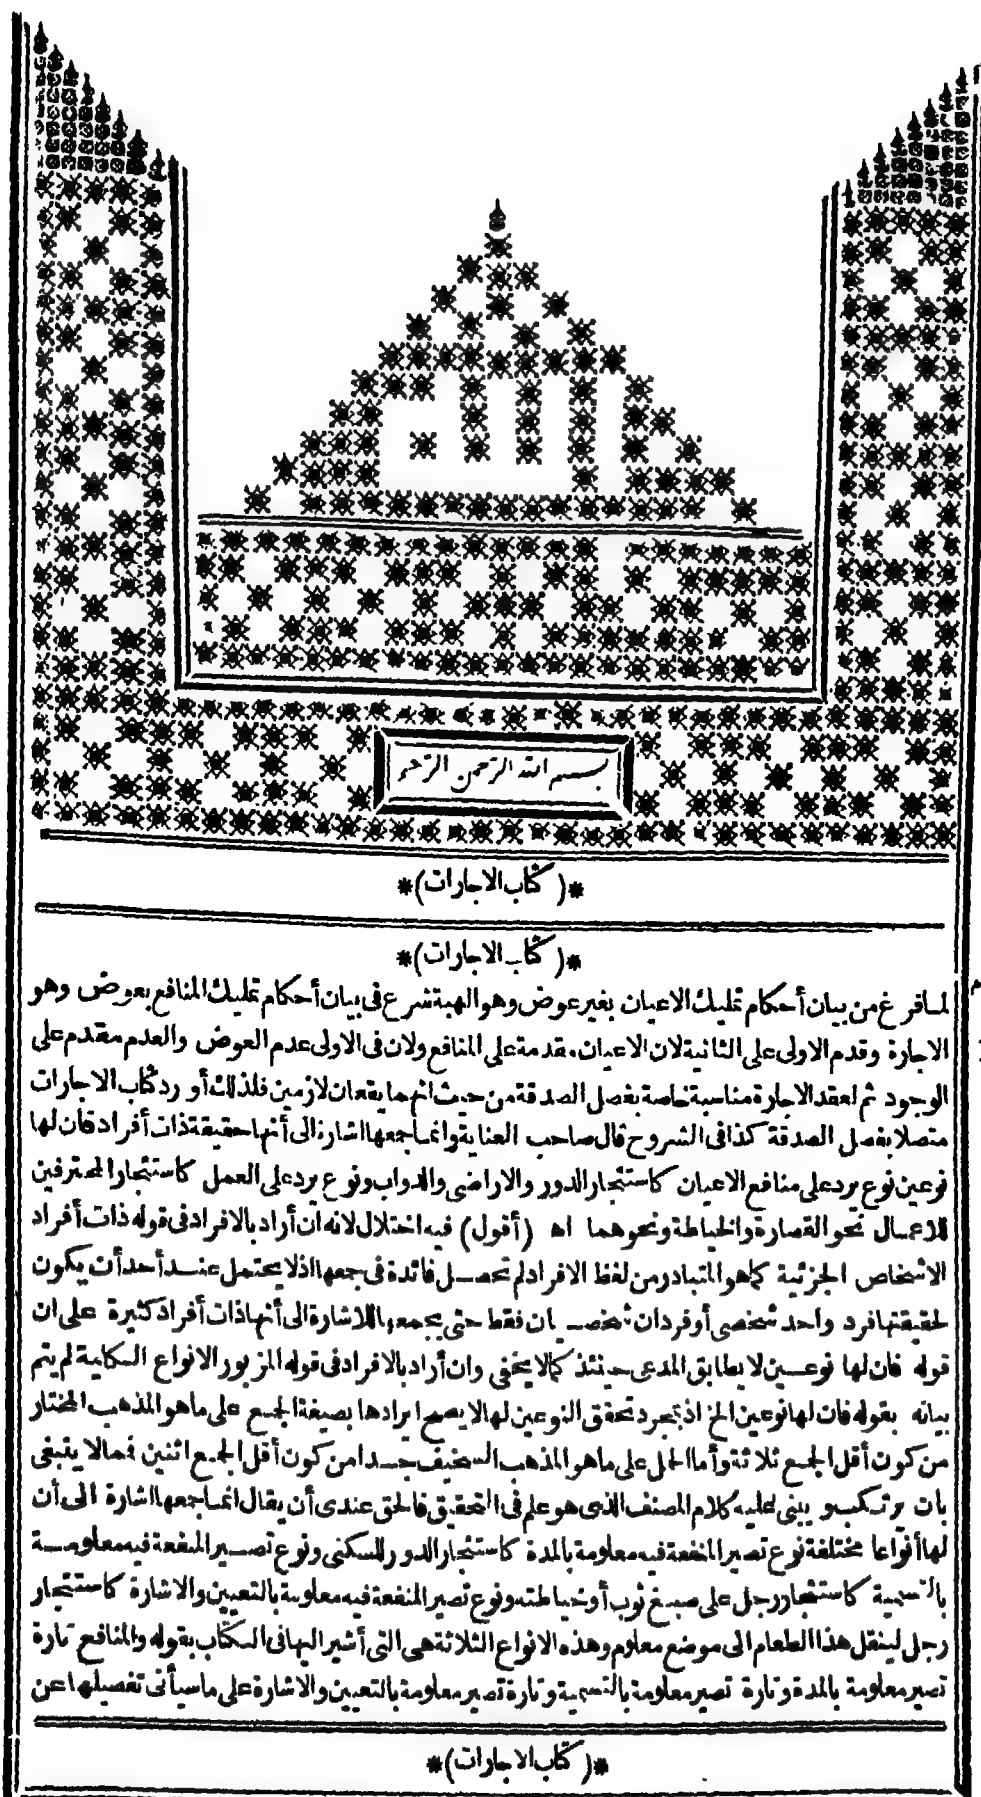 بسم الله الرحمن الرحيم
*( كتاب الاجارات )*
*( كتاب الاجارات )*
لما فرغ من بيان أحكام تمليك الاعيان بغير عوض وهو الهبة شرع في بيان أحكام تمليك المنافع بعوض وهو
الاجارة وقدم الاولى على الثانية لان الاعيان مقدمة على المنافع ولان في الاولى عدم العوض والعدم مقدم على
الوجود ثم لعقد الاجارة مناسبة خاصة بفصل الصدقة من حيث انهما يقعان لازمين فلذلك أورد كتاب الاجارات
متصلا بفصل الصدقة كذا في الشروح قال صاحب العناية وانما جمعها اشارة الى أنها حقيقة ذات أفراد فان لها
نوعين نوع يرد على منافع الاعيان كاستئجار الدور والاراضي والدواب ونوع يرد على العمل كاستئجار المحترفين
للاعمال نحو القصارة والخياطة ونحوهما اه (أقول) فيه اختلال لانه ان أراد بالافراد في قوله ذات أفراد
الاشخاص الجزئية كما هو المتبادر من لفظ الافراد لم تحصل فائدة في جمعها اذ لا يحتمل عند أحد أن يكون
لحقيقتها فرد واحد شخصي أو فردان شخصيان فقط حتى يجمعها للاشارة الى أنها ذات أفراد كثيرة على ان
قوله فان لها نوعين لا يطابق المدعى حينئذ كما لا يخفى وان أراد بالافراد في قوله المزبور الانواع الكلية لم يتم
بيانه بقوله فان لها نوعين الخ اذ بمجرد تحقق النوعين لها لا يصح ايرادها بصيغة الجمع على ما هو المذهب المختار
من كون أقل الجمع ثلاثة وأما الحمل على ما هو المذهب السخيف جدا من كون أقل الجمع اثنين فمما لا ينبغي
بان يرتكب ويبنى عليه كلام المصنف الذي هو علم في التحقيق فالحق عندي أن يقال انما جمعها اشارة الى أن
لها أنواعا مختلفة نوع تصير المنفعة فيه معلومة بالمدة كاستئجار الدور للسكنى ونوع تصير المنفعة فيه معلومة
بالتسمية كاستئجار رجل على صبغ ثوب أو خياطته ونوع تصير المنفعة فيه معلومة بالتعيين والاشارة كاستئجار
رجل لينقل هذا الطعام الى موضع معلوم وهذه الانواع الثلاثة هي التي أشير اليها في الكتاب بقوله والمنافع تارة
تصير معلومة بالمدة وتارة تصير معلومة بالتسمية وتارة تصير معلومة بالتعيين والاشارة على ما سيأتي تفصيلها عن
*( كتاب الاجارات )*